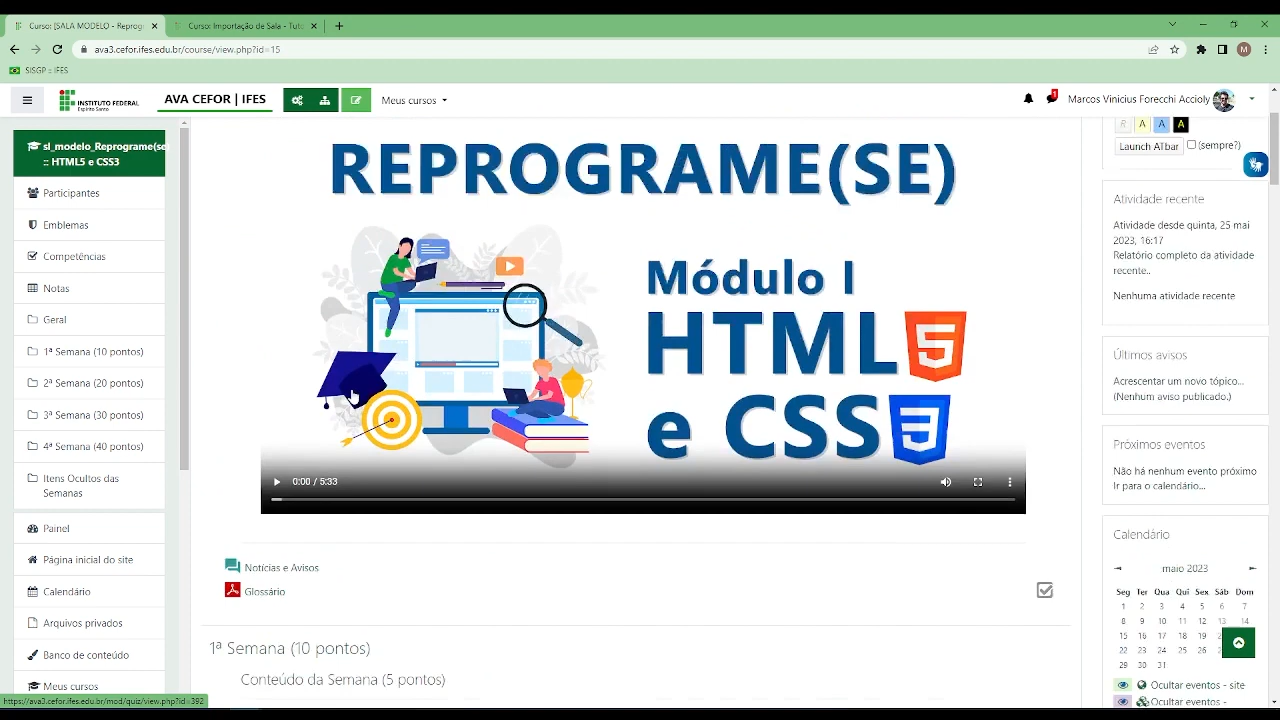 Curso: [SALA MODELO - Reprogr
Curso: Importação de Sala - Tuto
ava3.cefor.ifes.edu.br/course/view.php?id=15
M
SISGP :: IFES
INSTITUTO FEDERAL
Espírito Santo
AVA CEFOR | IFES
Meus cursos
Marcos Vinicius Forecchi Accioly
sl_modelo_Reprograme(se)
:: HTML5 e CSS3
Participantes
Emblemas
Competências
Notas
Geral
1ª Semana (10 pontos)
2ª Semana (20 pontos)
3ª Semana (30 pontos)
4ª Semana (40 pontos)
Itens Ocultos das
Semanas
Painel
Página inicial do site
Calendário
Arquivos privados
Banco de conteúdo
Meus cursos
https://ava3.cefor.ifes.edu.br/mod/quiz/view.php?id=392
REPROGRAME(SE)
Módulo I
HTML 5
e CSS 3
0:00 / 5:33
Notícias e Avisos
Glossário
1ª Semana (10 pontos)
Conteúdo da Semana (5 pontos)
R A A A
Launch ATbar (sempre?)
Atividade recente
Atividade desde quinta, 25 mai
2023, 16:17
Relatório completo da atividade
recente..
Nenhuma atividade recente
Últimos avisos
Acrescentar um novo tópico...
(Nenhum aviso publicado.)
Próximos eventos
Não há nenhum evento próximo
Ir para o calendário...
Calendário
◄ maio 2023 ►
Seg Ter Qua Qui Sex Sáb Dom
1 2 3 4 5 6 7
8 9 10 11 12 13 14
15 16 17 18 19
22 23 24 25 26
29 30 31
Ocultar eventos - site
Ocultar eventos -